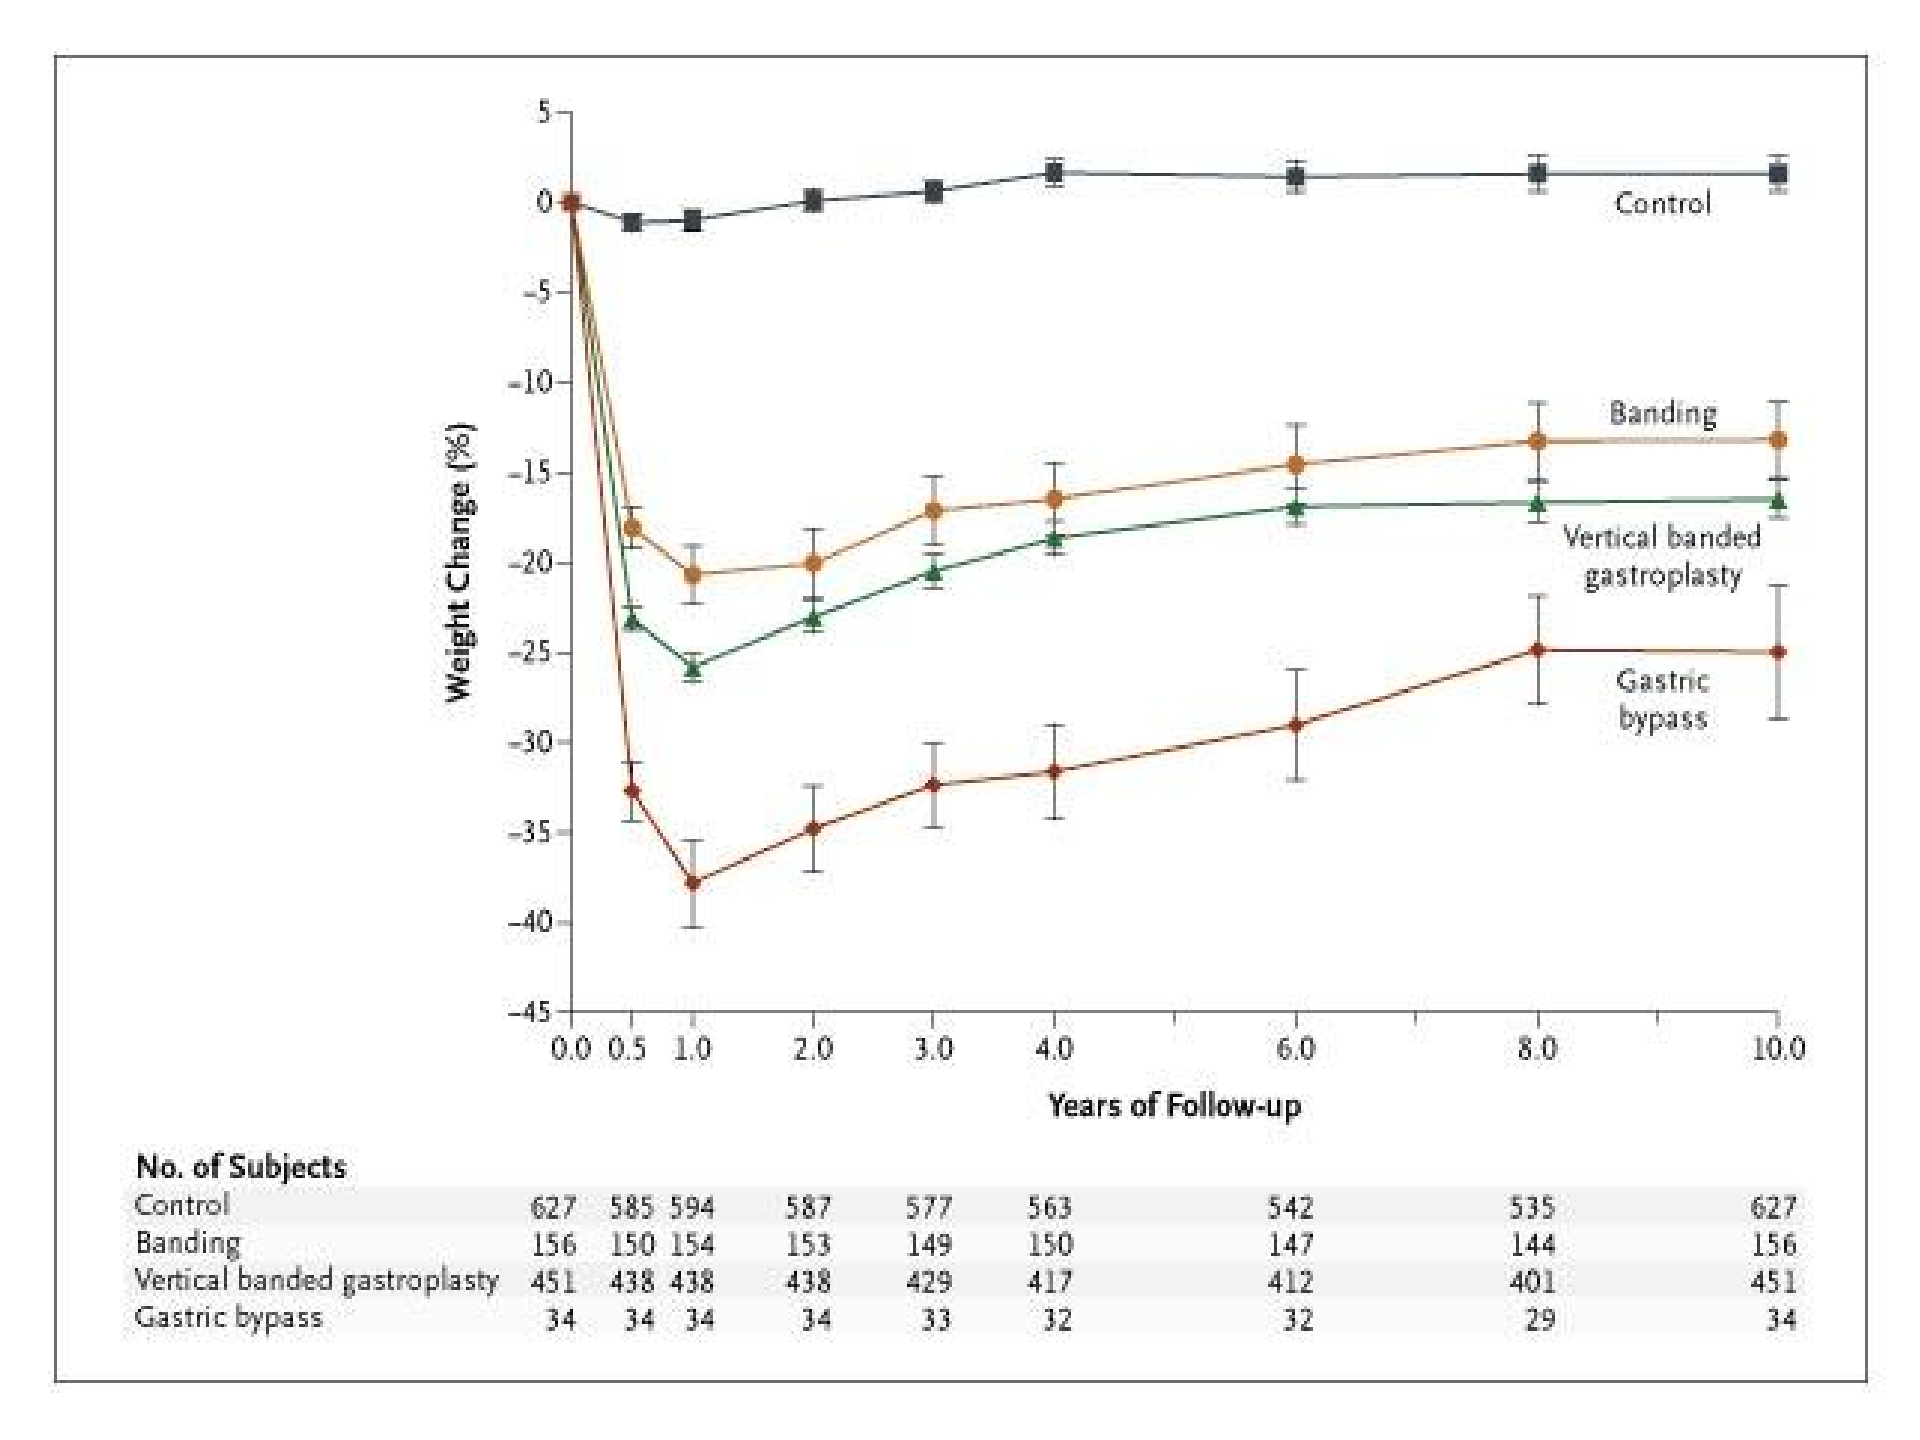 5
0
Control
–5
–10
Banding
–15
Vertical banded
gastroplasty
–20
–25
Gastric
bypass
–30
–35
–40
–45
Weight Change (%)
0.0 0.5 1.0 2.0 3.0 4.0 6.0 8.0 10.0
Years of Follow-up
No. of Subjects
Control 627 585 594 587 577 563 542 535 627
Banding 156 150 154 153 149 150 147 144 156
Vertical banded gastroplasty 451 438 438 438 429 417 412 401 451
Gastric bypass 34 34 34 34 33 32 32 29 34